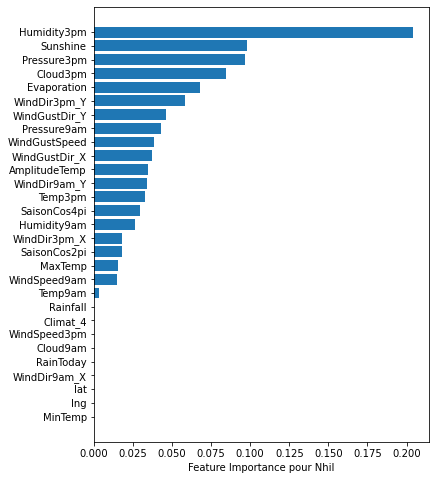 Humidity3pm
Sunshine
Pressure3pm
Cloud3pm
Evaporation
WindDir3pm_Y
WindGustDir_Y
Pressure9am
WindGustSpeed
WindGustDir_X
AmplitudeTemp
WindDir9am_Y
Temp3pm
SaisonCos4pi
Humidity9am
WindDir3pm_X
SaisonCos2pi
MaxTemp
WindSpeed9am
Temp9am
Rainfall
Climat_4
WindSpeed3pm
Cloud9am
RainToday
WindDir9am_X
lat
lng
MinTemp
0.000 0.025 0.050 0.075 0.100 0.125 0.150 0.175 0.200
Feature Importance pour Nhil